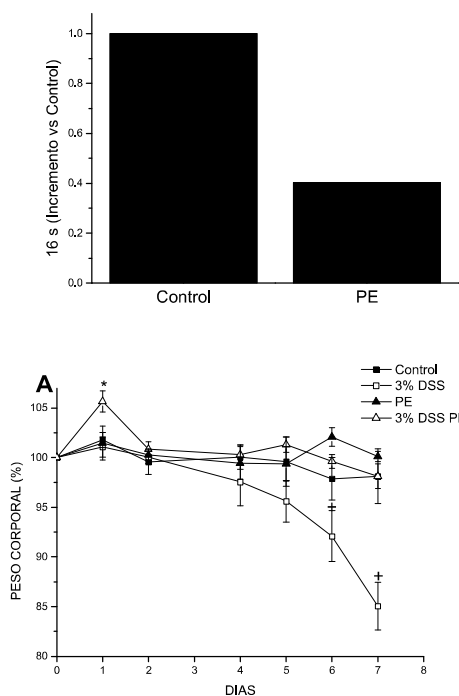 16 s (Incremento vs Control)
1.0
0.8
0.6
0.4
0.2
0.0
Control PE
A
Control
3% DSS
PE
3% DSS PE
PESO CORPORAL (%)
105
100
95
90
85
80
*
+
+
0 1 2 3 4 5 6 7 8
DIAS